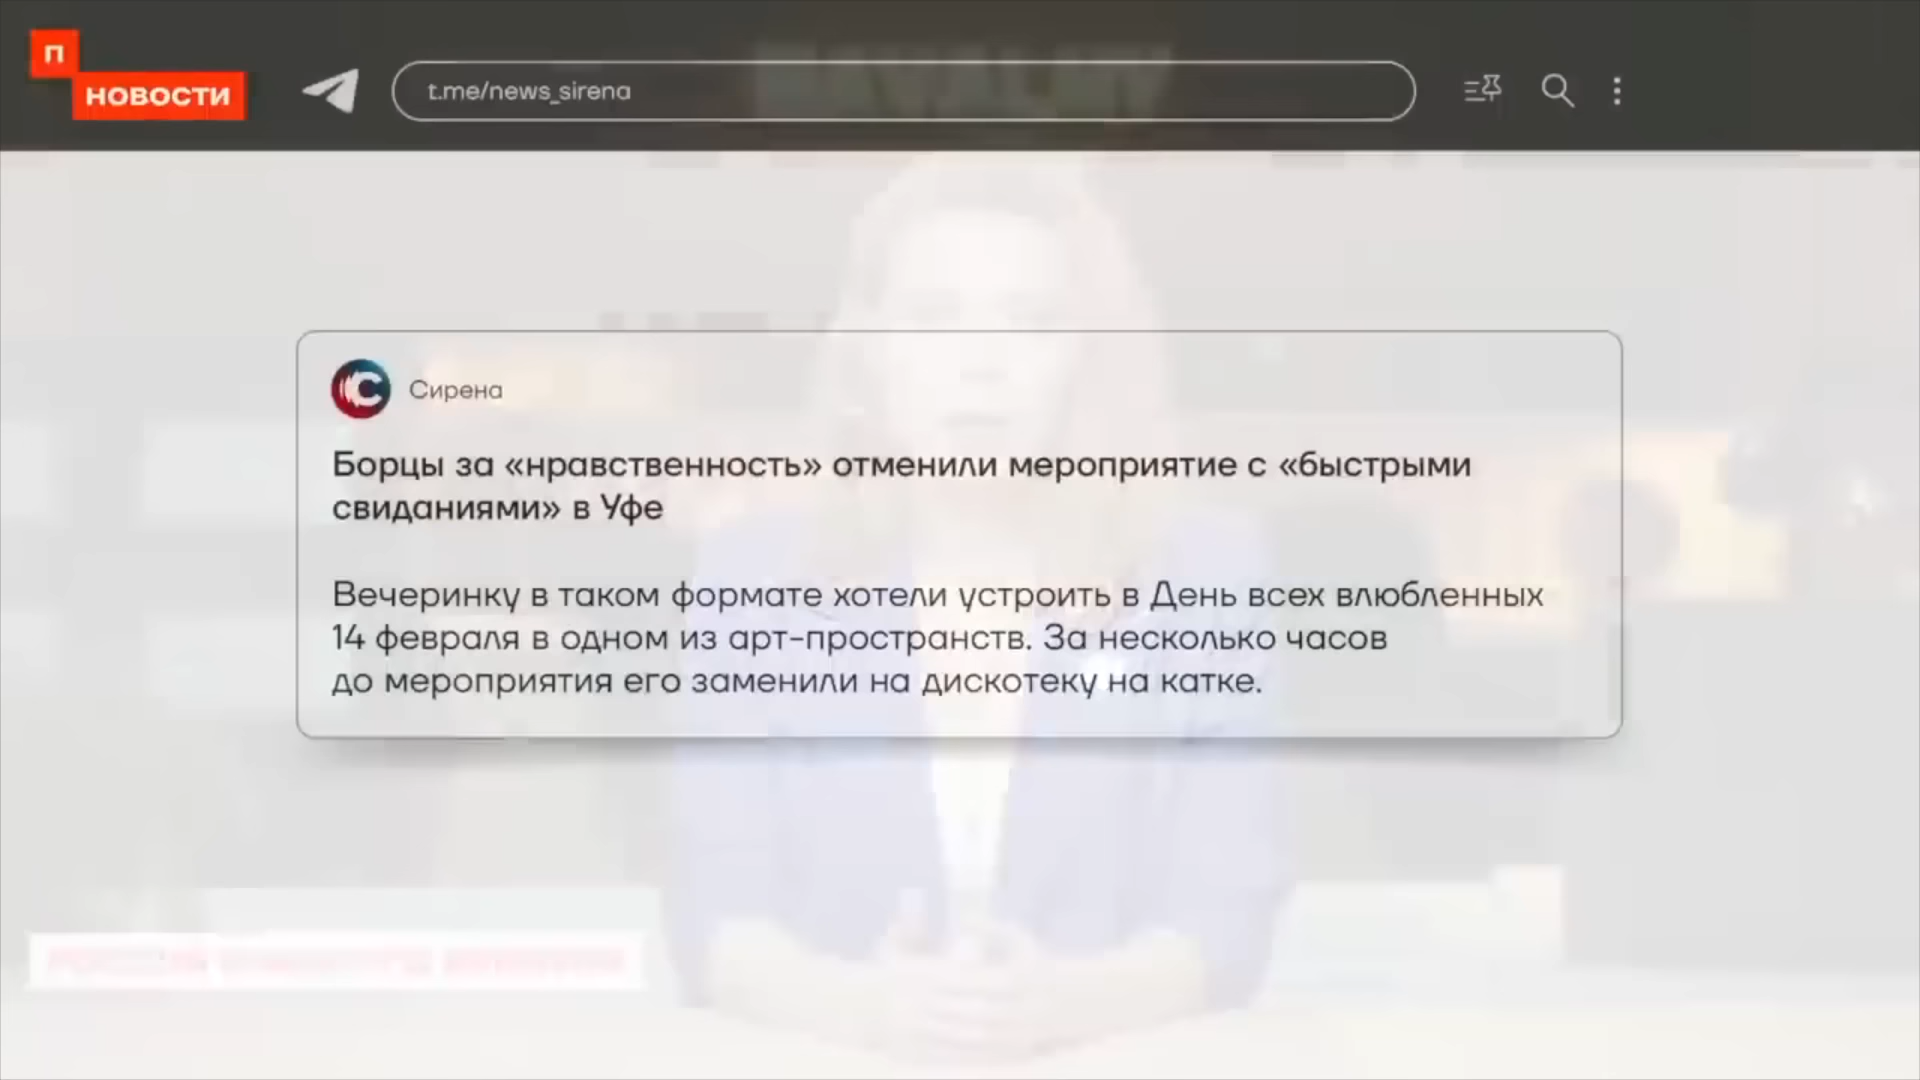 П
НОВОСТИ
t.me/news_sirena
Сирена
Борцы за «нравственность» отменили мероприятие с «быстрыми
свиданиями» в Уфе
Вечеринку в таком формате хотели устроить в День всех влюбленных
14 февраля в одном из арт-пространств. За несколько часов
до мероприятия его заменили на дискотеку на катке.